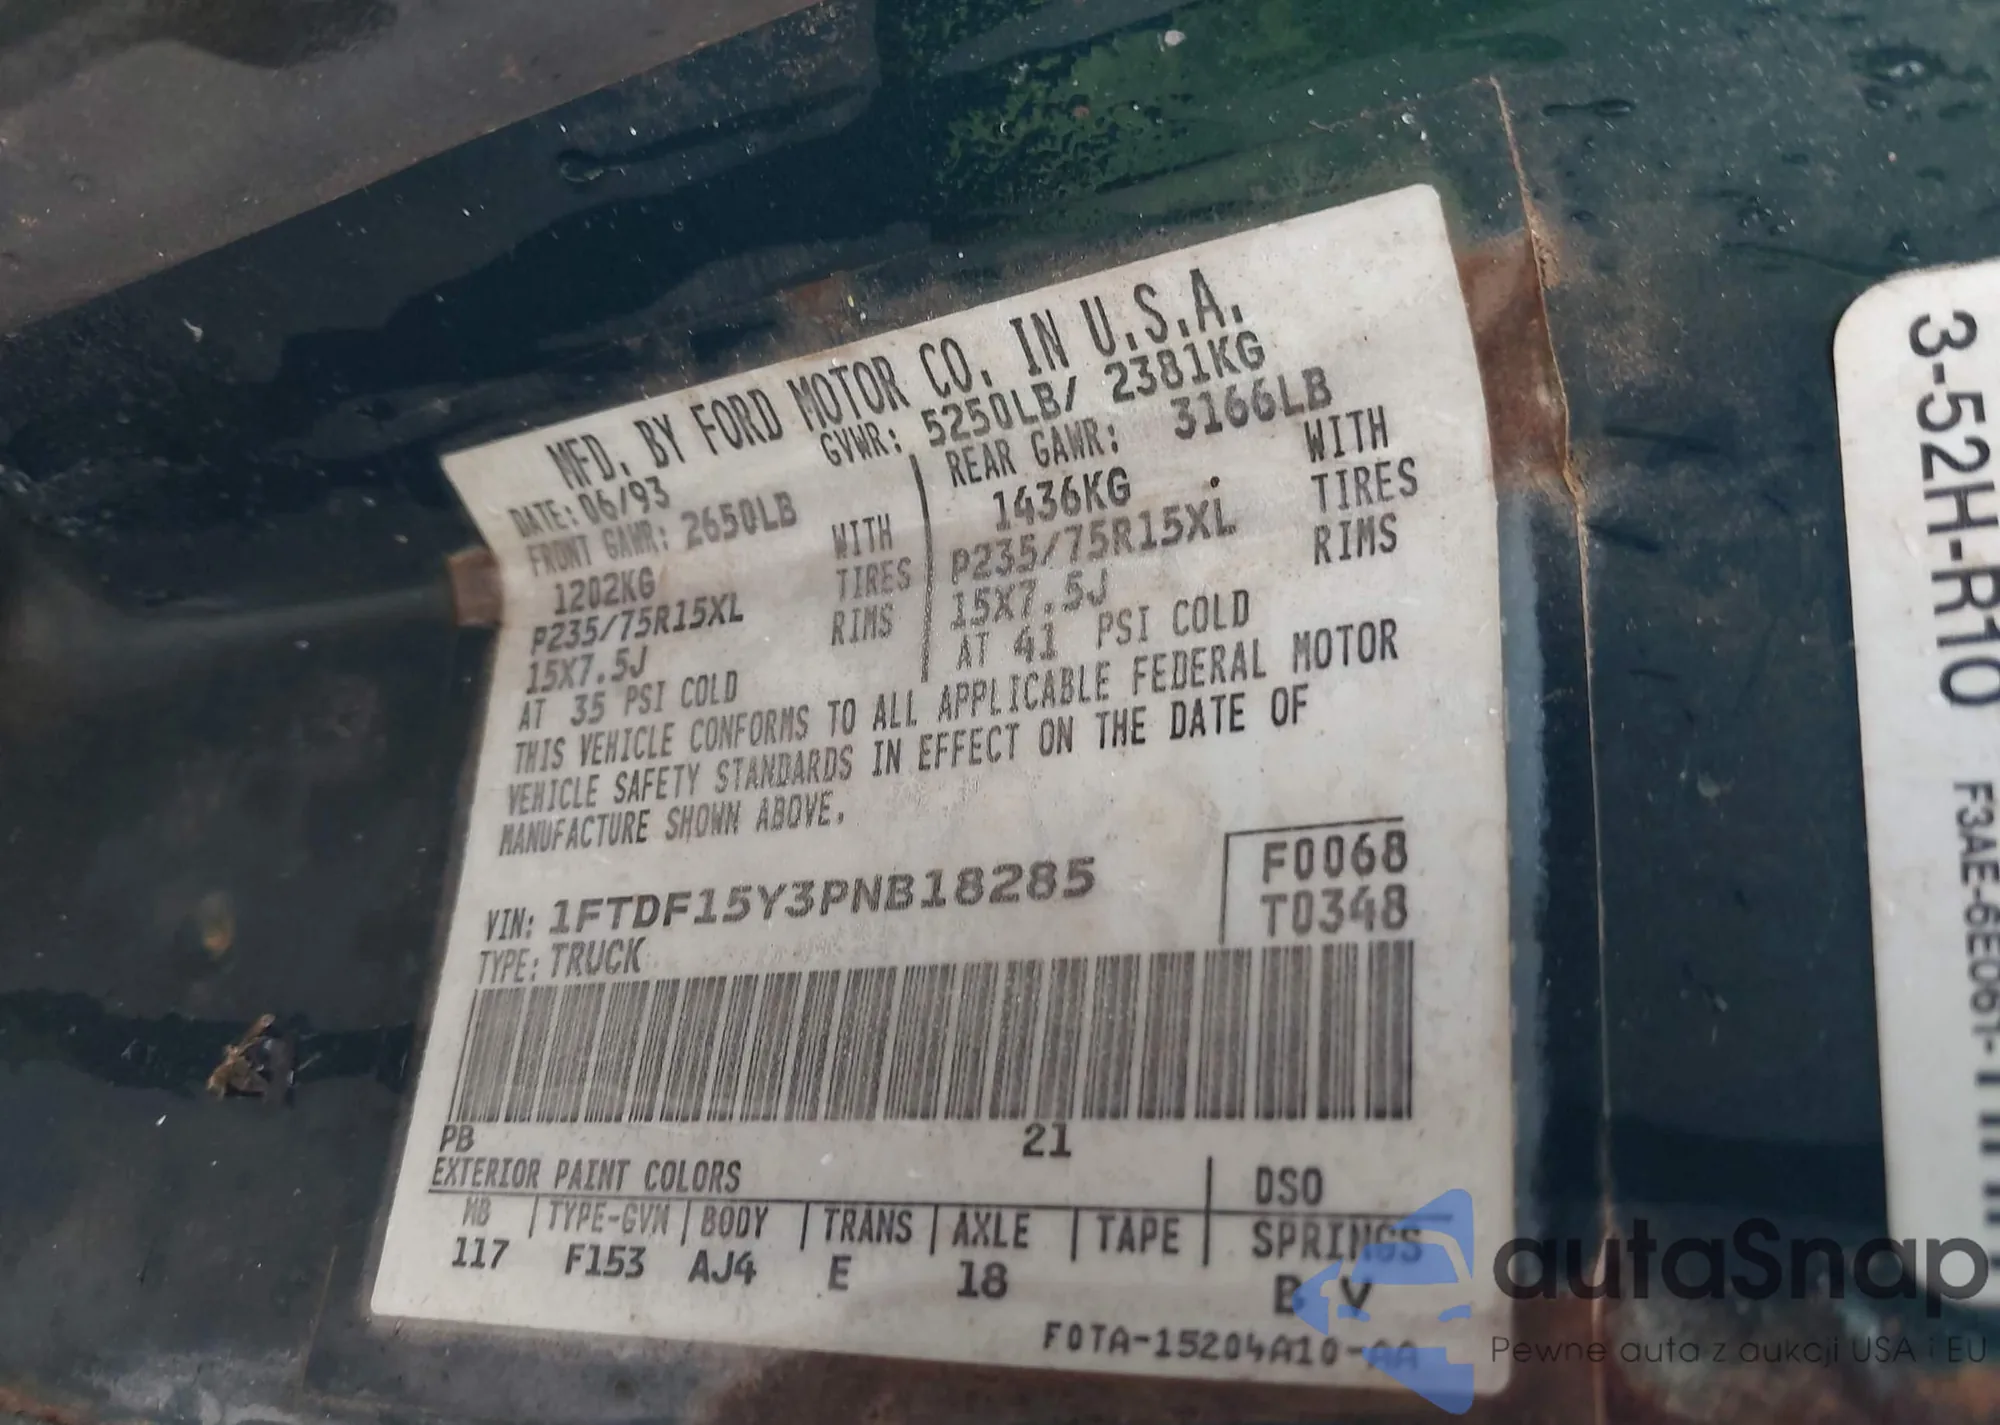 MFD. BY FORD MOTOR CO. IN U.S.A.
DATE: 06/93 GVWR: 5250LB/ 2381KG
FRONT GAWR: 2650LB REAR GAWR: 3166LB
1202KG WITH 1436KG WITH
P235/75R15XL TIRES P235/75R15XL TIRES
15X7.5J RIMS 15X7.5J RIMS
AT 35 PSI COLD AT 41 PSI COLD
THIS VEHICLE CONFORMS TO ALL APPLICABLE FEDERAL MOTOR
VEHICLE SAFETY STANDARDS IN EFFECT ON THE DATE OF
MANUFACTURE SHOWN ABOVE.
F0068
VIN: 1FTDF15Y3PNB18285 T0348
TYPE: TRUCK
PB 21
EXTERIOR PAINT COLORS DSO
WB TYPE-GVW BODY TRANS AXLE TAPE SPRINGS
117 F153 AJ4 E 18 B V
F0TA-15204A10-AA
3-52H-R10
autaSnap
Pewne auta z aukcji USA i EU